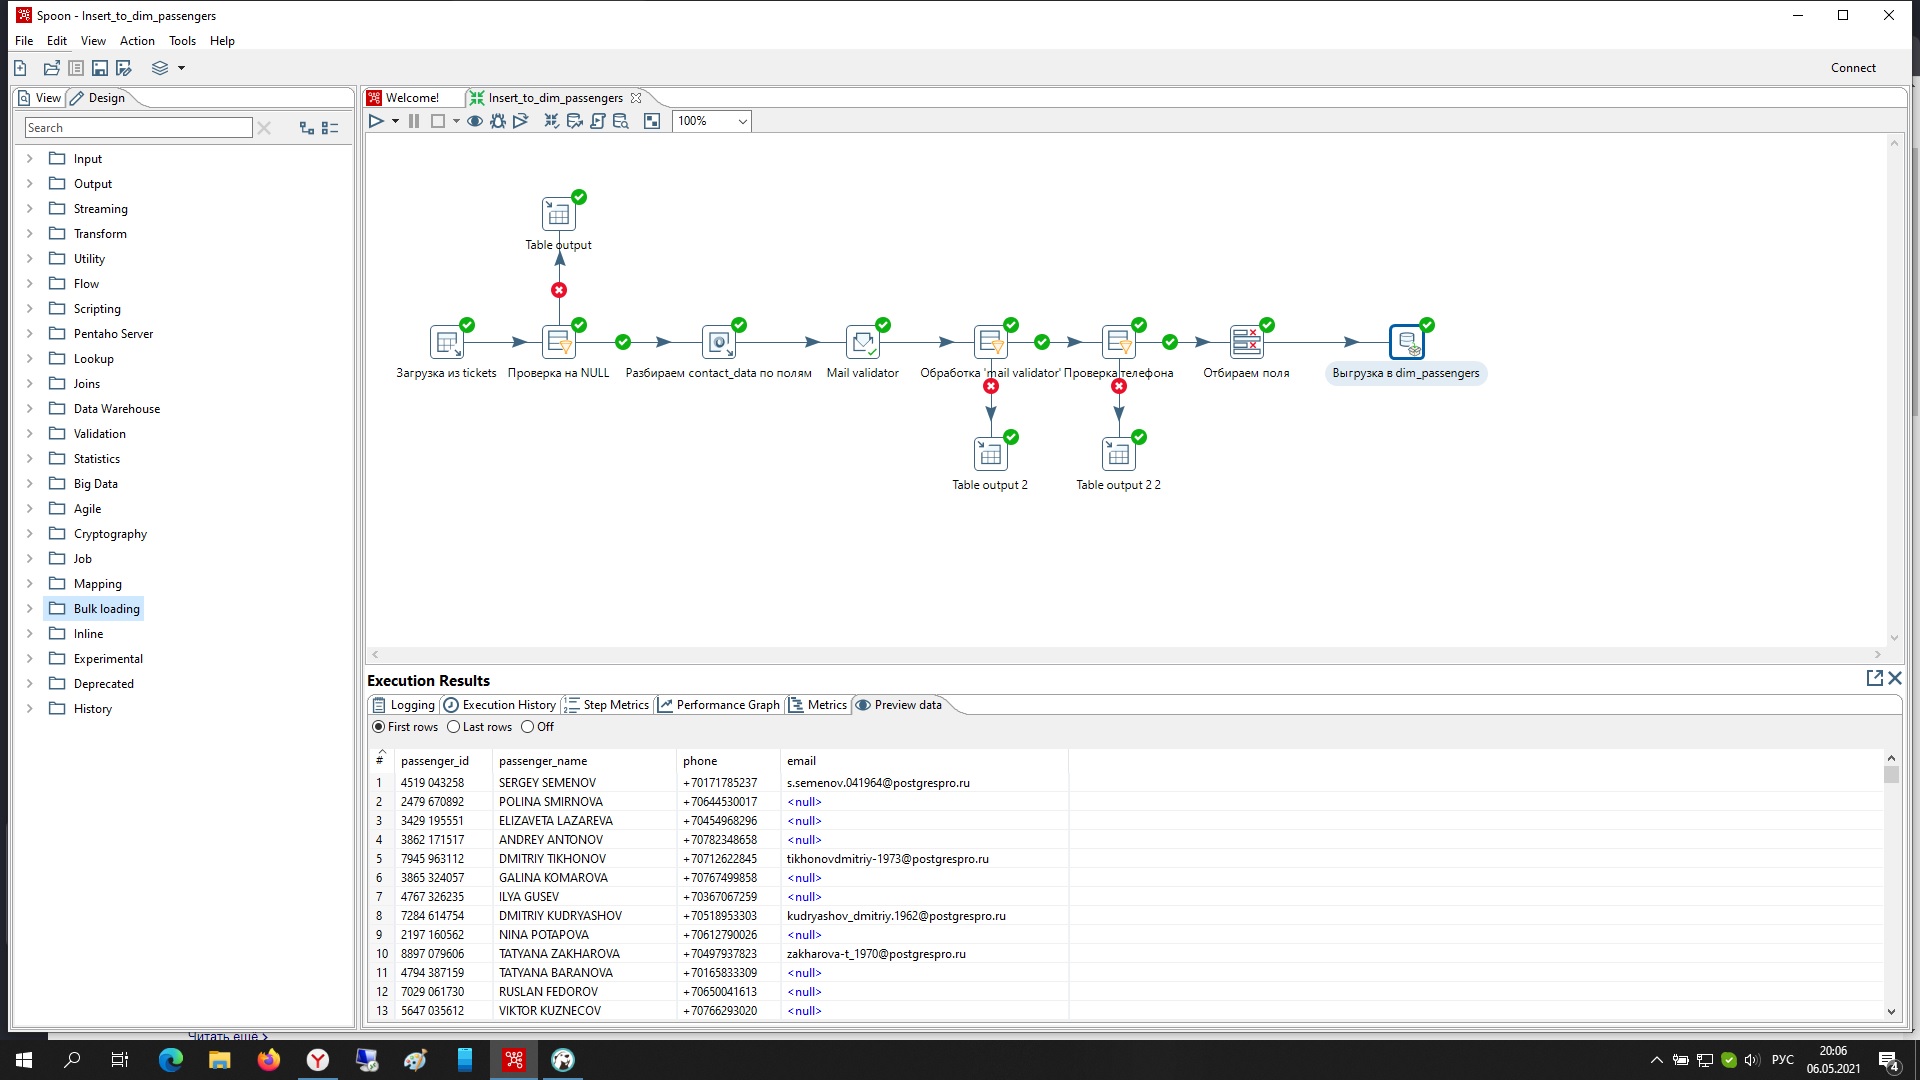 Spoon - Insert_to_dim_passengers
File Edit View Action Tools Help
Connect
View Design
Search
Input
Output
Streaming
Transform
Utility
Flow
Scripting
Pentaho Server
Lookup
Joins
Data Warehouse
Validation
Statistics
Big Data
Agile
Cryptography
Job
Mapping
Bulk loading
Inline
Experimental
Deprecated
History
Welcome! Insert_to_dim_passengers
100%
Table output
Загрузка из tickets Проверка на NULL Разбираем contact_data по полям Mail validator Обработка 'mail validator' Проверка телефона Отбираем поля Выгрузка в dim_passengers
Table output 2 Table output 2 2
Execution Results
Logging Execution History Step Metrics Performance Graph Metrics Preview data
First rows Last rows Off
# passenger_id passenger_name phone email
1 4519 043258 SERGEY SEMENOV +70171785237 s.semenov.041964@postgrespro.ru
2 2479 670892 POLINA SMIRNOVA +70644530017 <null>
3 3429 195551 ELIZAVETA LAZAREVA +70454968296 <null>
4 3862 171517 ANDREY ANTONOV +70782348658 <null>
5 7945 963112 DMITRIY TIKHONOV +70712622845 tikhonovdmitriy-1973@postgrespro.ru
6 3865 324057 GALINA KOMAROVA +70767499858 <null>
7 4767 326235 ILYA GUSEV +70367067259 <null>
8 7284 614754 DMITRIY KUDRYASHOV +70518953303 kudryashov_dmitriy.1962@postgrespro.ru
9 2197 160562 NINA POTAPOVA +70612790026 <null>
10 8897 079606 TATYANA ZAKHAROVA +70497937823 zakharova-t_1970@postgrespro.ru
11 4794 387159 TATYANA BARANOVA +70165833309 <null>
12 7029 061730 RUSLAN FEDOROV +70650041613 <null>
13 5647 035612 VIKTOR KUZNECOV +70766293020 <null>
Читать ещё >
РУС
20:06
06.05.2021
4